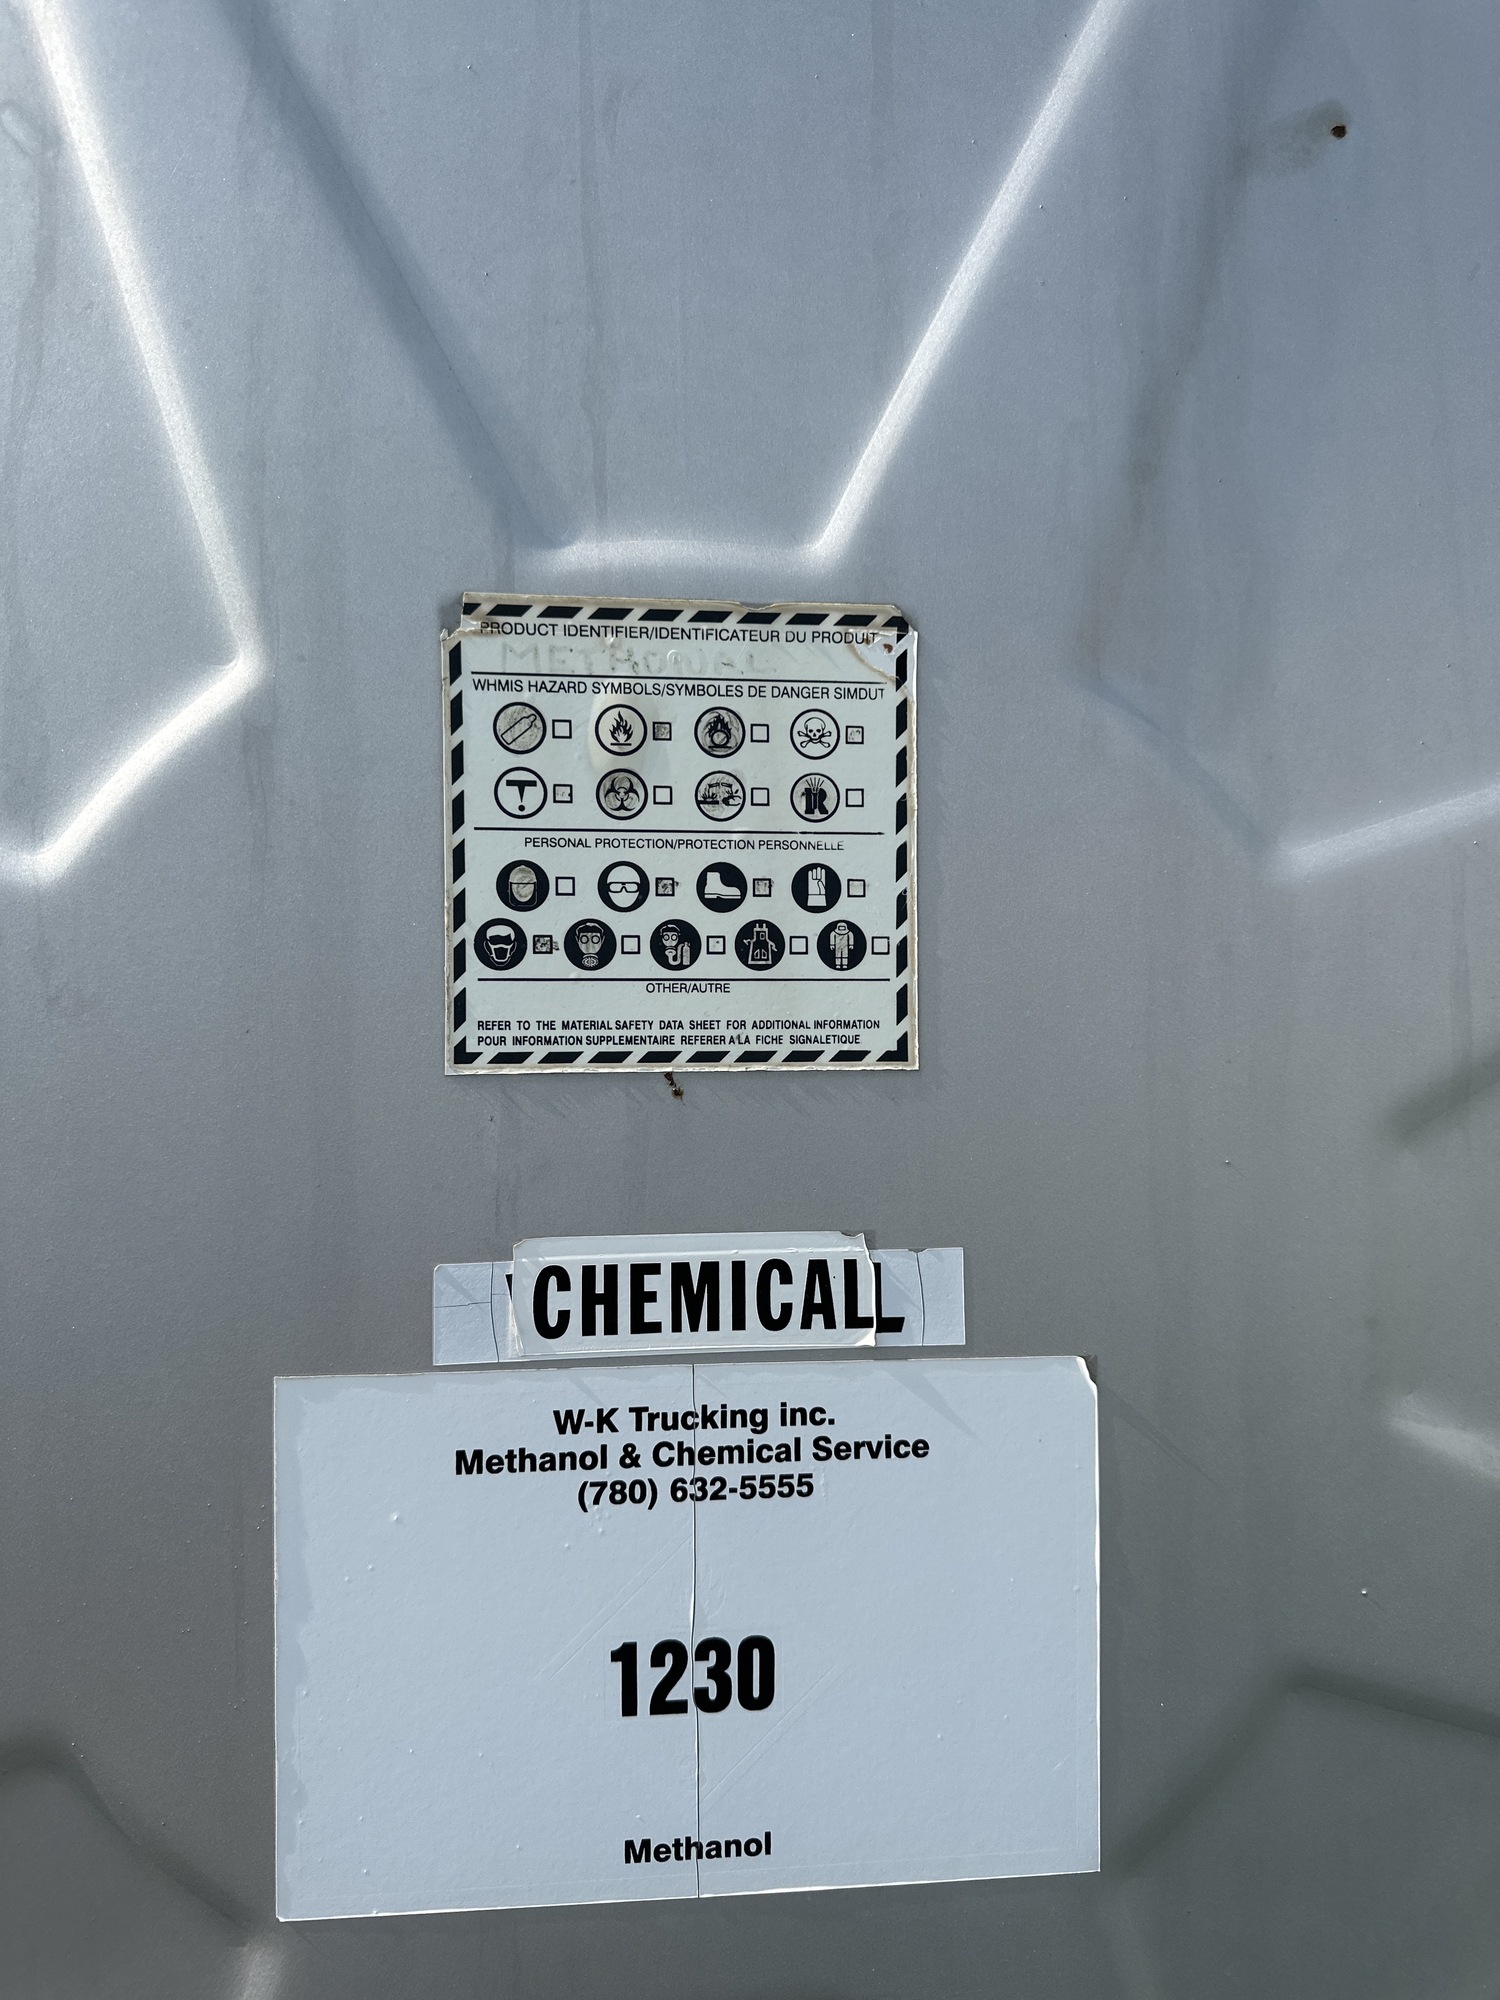 PRODUCT IDENTIFIER/IDENTIFICATEUR DU PRODUIT
METHONAL
WHMIS HAZARD SYMBOLS/SYMBOLES DE DANGER SIMDUT
R
PERSONAL PROTECTION/PROTECTION PERSONNELLE
OTHER/AUTRE
REFER TO THE MATERIAL SAFETY DATA SHEET FOR ADDITIONAL INFORMATION
POUR INFORMATION SUPPLEMENTAIRE REFERER A LA FICHE SIGNALETIQUE
CHEMICALL
W-K Trucking inc.
Methanol & Chemical Service
(780) 632-5555
1230
Methanol